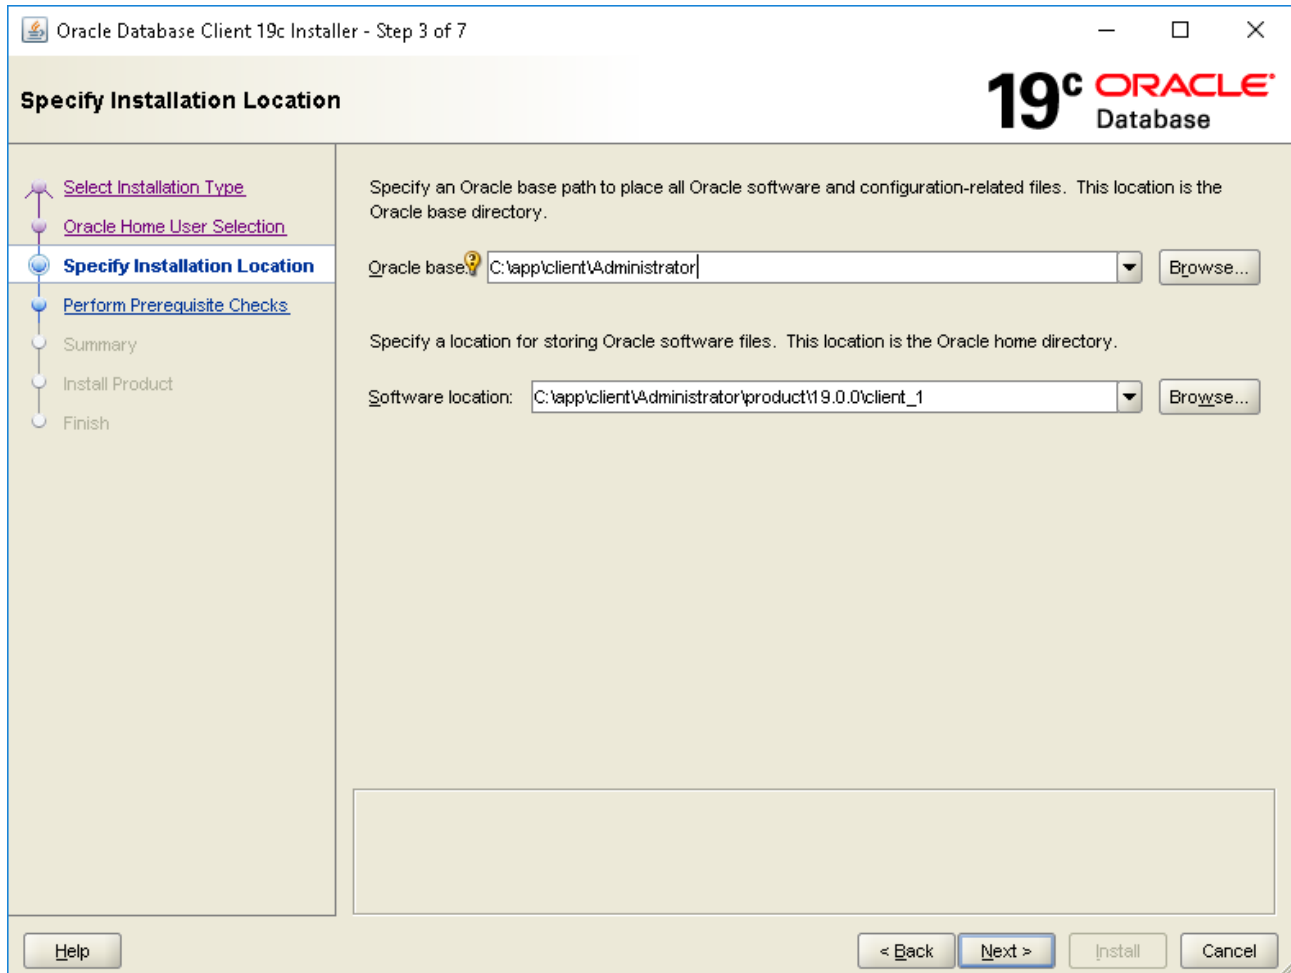 Oracle Database Client 19c Installer - Step 3 of 7
Specify Installation Location
19c ORACLE
Database
Select Installation Type
Oracle Home User Selection
Specify Installation Location
Perform Prerequisite Checks
Summary
Install Product
Finish
Specify an Oracle base path to place all Oracle software and configuration-related files. This location is the
Oracle base directory.
Oracle base: C:\app\client\Administrator Browse...
Specify a location for storing Oracle software files. This location is the Oracle home directory.
Software location: C:\app\client\Administrator\product\19.0.0\client_1 Browse...
Help < Back Next > Install Cancel